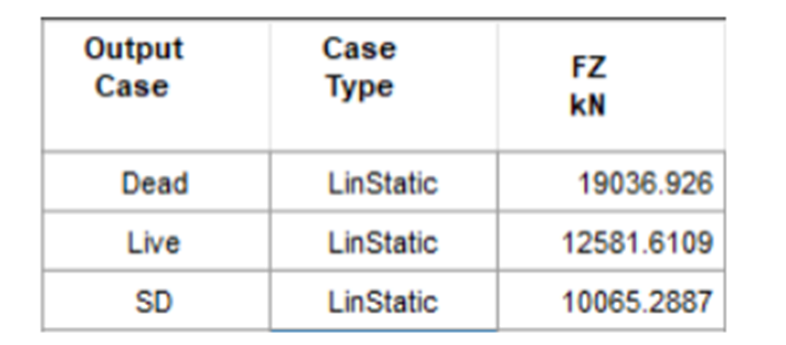 Output Case Case Type FZ kN
Dead LinStatic 19036.926
Live LinStatic 12581.6109
SD LinStatic 10065.2887